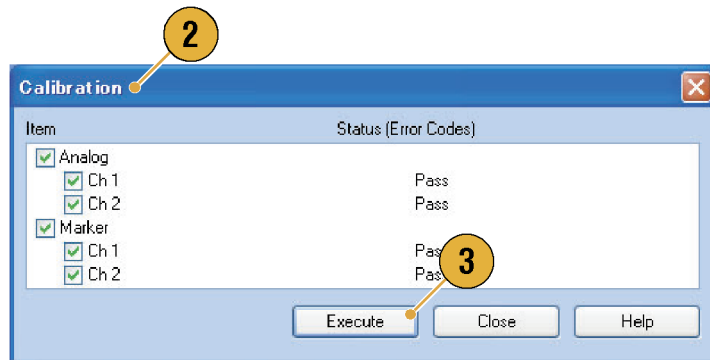 2
Calibration
Item Status (Error Codes)
Analog
Ch 1 Pass
Ch 2 Pass
Marker
Ch 1
Ch 2
3
Execute Close Help